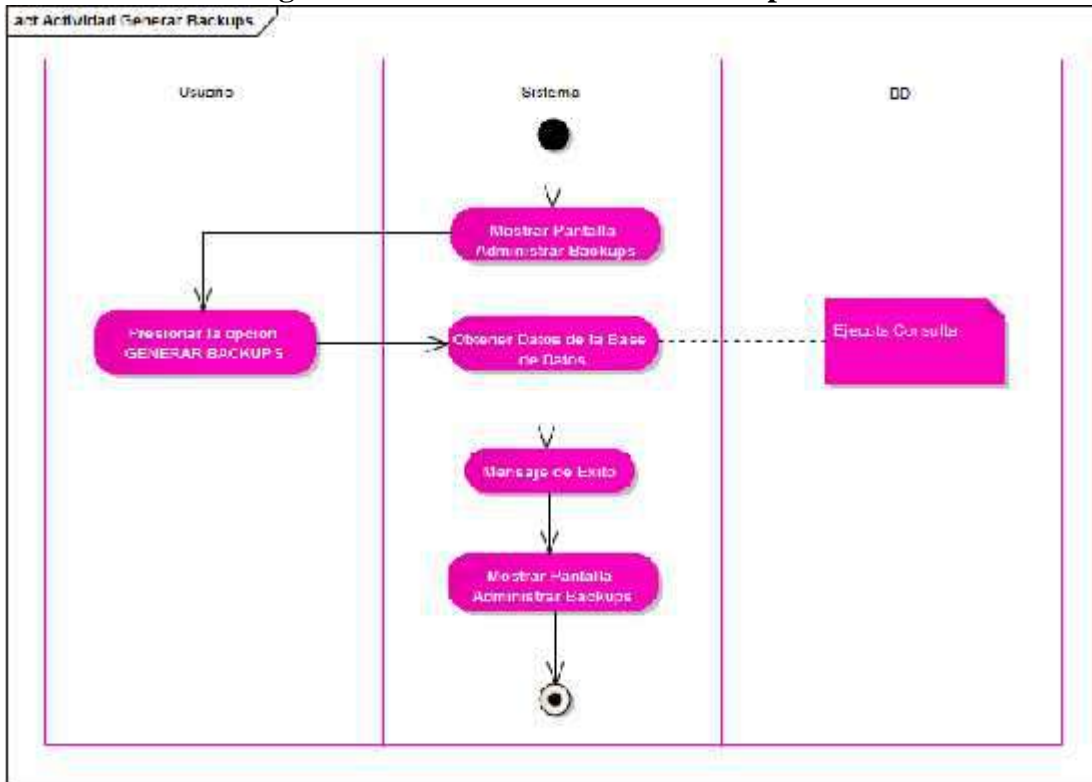 act Actividad Generar Backups
Usuario
Sistema
BD
Mostrar Pantalla
Administrar Backups
Presionar la opcion
GENERAR BACKUPS
Obtener Datos de la Base
de Datos
Ejecuta Consulta
Mensaje de Exito
Mostrar Pantalla
Administrar Backups